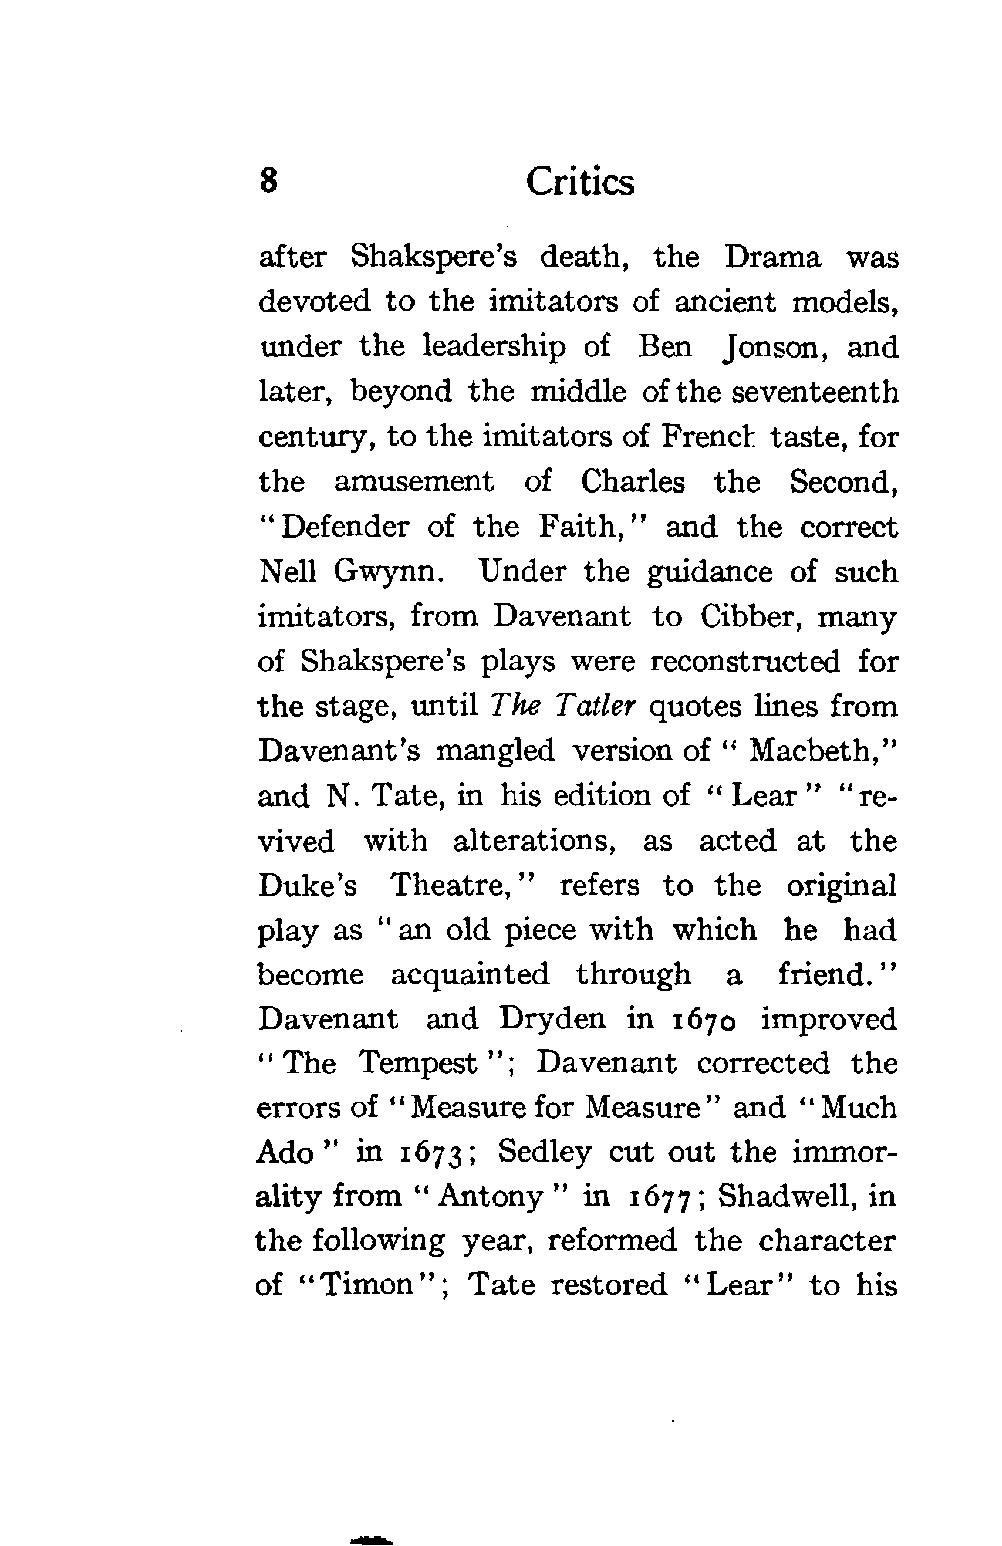 8 Critics
after Shakspere's death, the Drama was
devoted to the imitators of ancient models,
under the leadership of Ben Jonson, and
later, beyond the middle of the seventeenth
century, to the imitators of French taste, for
the amusement of Charles the Second,
"Defender of the Faith," and the correct
Nell Gwynn. Under the guidance of such
imitators, from Davenant to Cibber, many
of Shakspere's plays were reconstructed for
the stage, until The Tatler quotes lines from
Davenant's mangled version of "Macbeth,"
and N. Tate, in his edition of "Lear" "re-
vived with alterations, as acted at the
Duke's Theatre," refers to the original
play as "an old piece with which he had
become acquainted through a friend."
Davenant and Dryden in 1670 improved
"The Tempest"; Davenant corrected the
errors of "Measure for Measure" and "Much
Ado" in 1673; Sedley cut out the immor-
ality from "Antony" in 1677; Shadwell, in
the following year, reformed the character
of "Timon"; Tate restored "Lear" to his